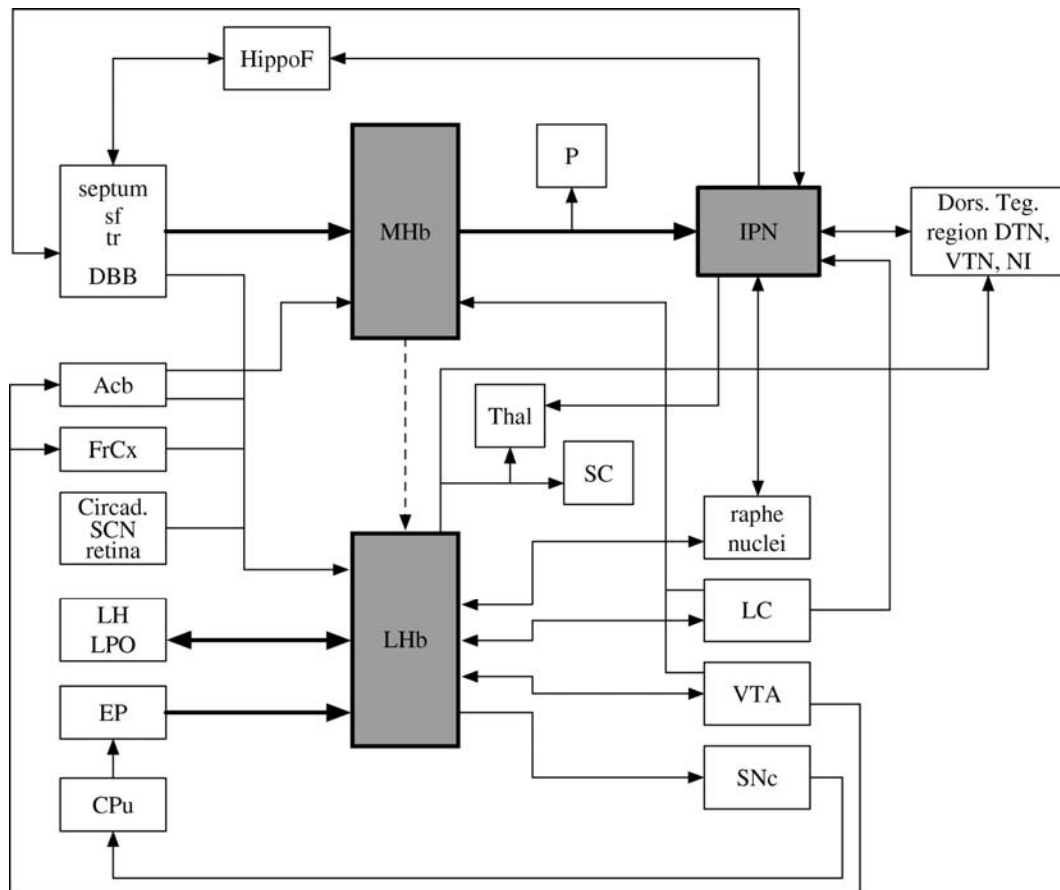 HippoF
septum
sf
tr
DBB
MHb
P
IPN
Dors. Teg.
region DTN,
VTN, NI
Acb
FrCx
Circad.
SCN
retina
Thal
SC
raphe
nuclei
LH
LPO
LHb
LC
EP
VTA
CPu
SNc